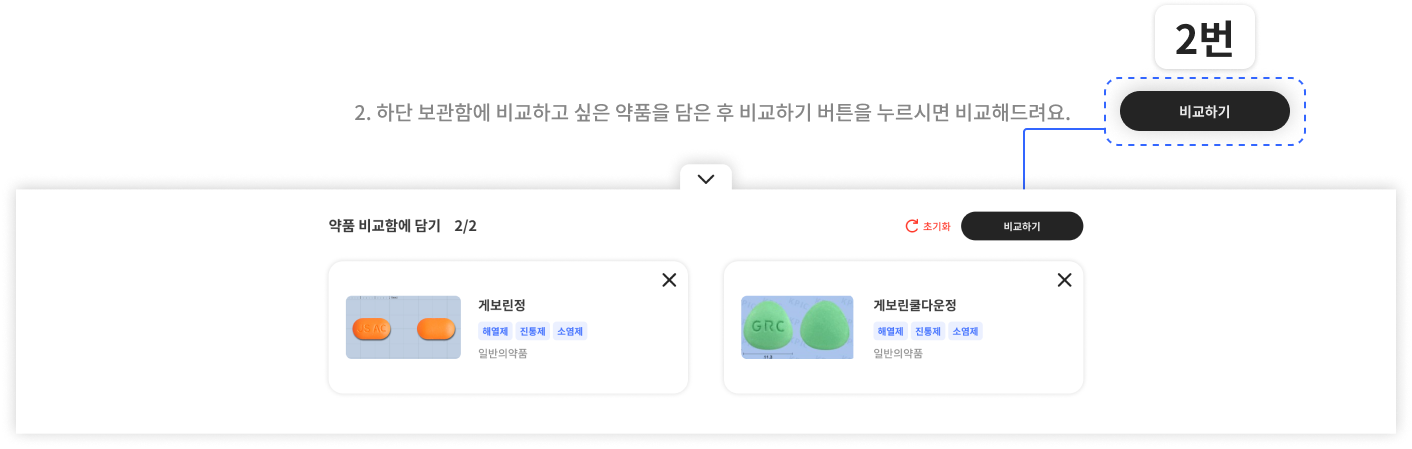 2번
2. 하단 보관함에 비교하고 싶은 약품을 담은 후 비교하기 버튼을 누르시면 비교해드려요.
비교하기
약품 비교함에 담기 2/2
초기화
비교하기
게보린정
해열제 진통제 소염제
일반의약품
GRC
게보린쿨다운정
해열제 진통제 소염제
일반의약품